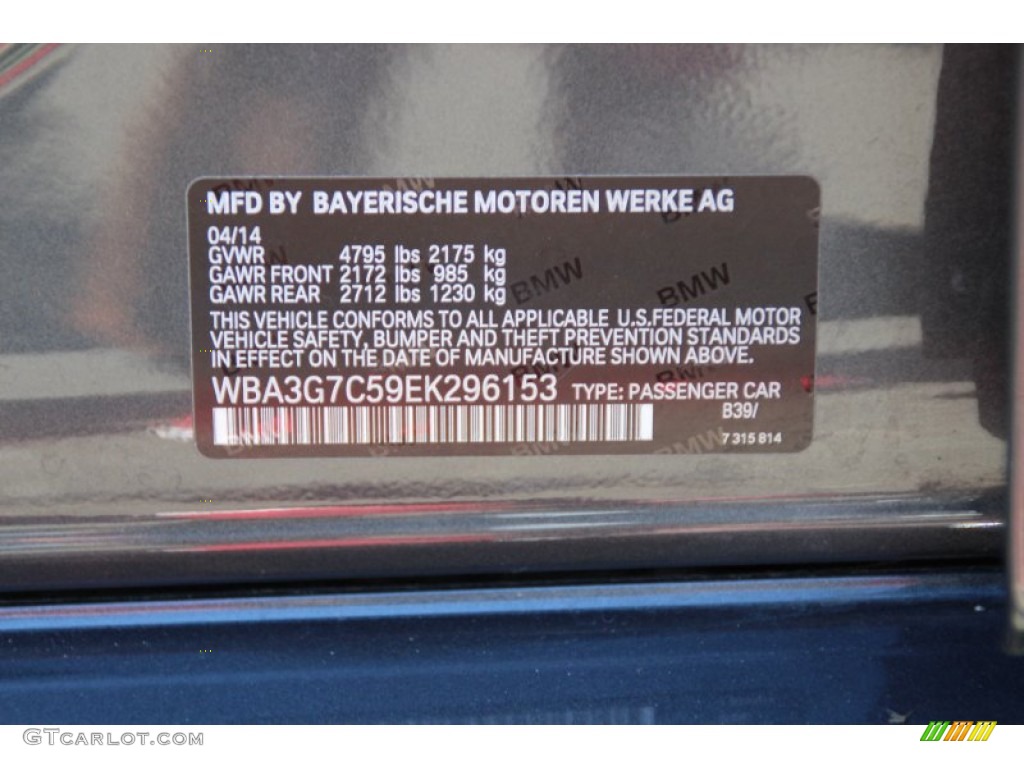 MFD BY BAYERISCHE MOTOREN WERKE AG
04/14
GVWR 4795 lbs 2175 kg
GAWR FRONT 2172 lbs 985 kg
GAWR REAR 2712 lbs 1230 kg
THIS VEHICLE CONFORMS TO ALL APPLICABLE U.S.FEDERAL MOTOR
VEHICLE SAFETY, BUMPER AND THEFT PREVENTION STANDARDS
IN EFFECT ON THE DATE OF MANUFACTURE SHOWN ABOVE.
WBA3G7C59EK296153 TYPE: PASSENGER CAR
B39/
7 315 814
BMW BMW
GTCarlot.com